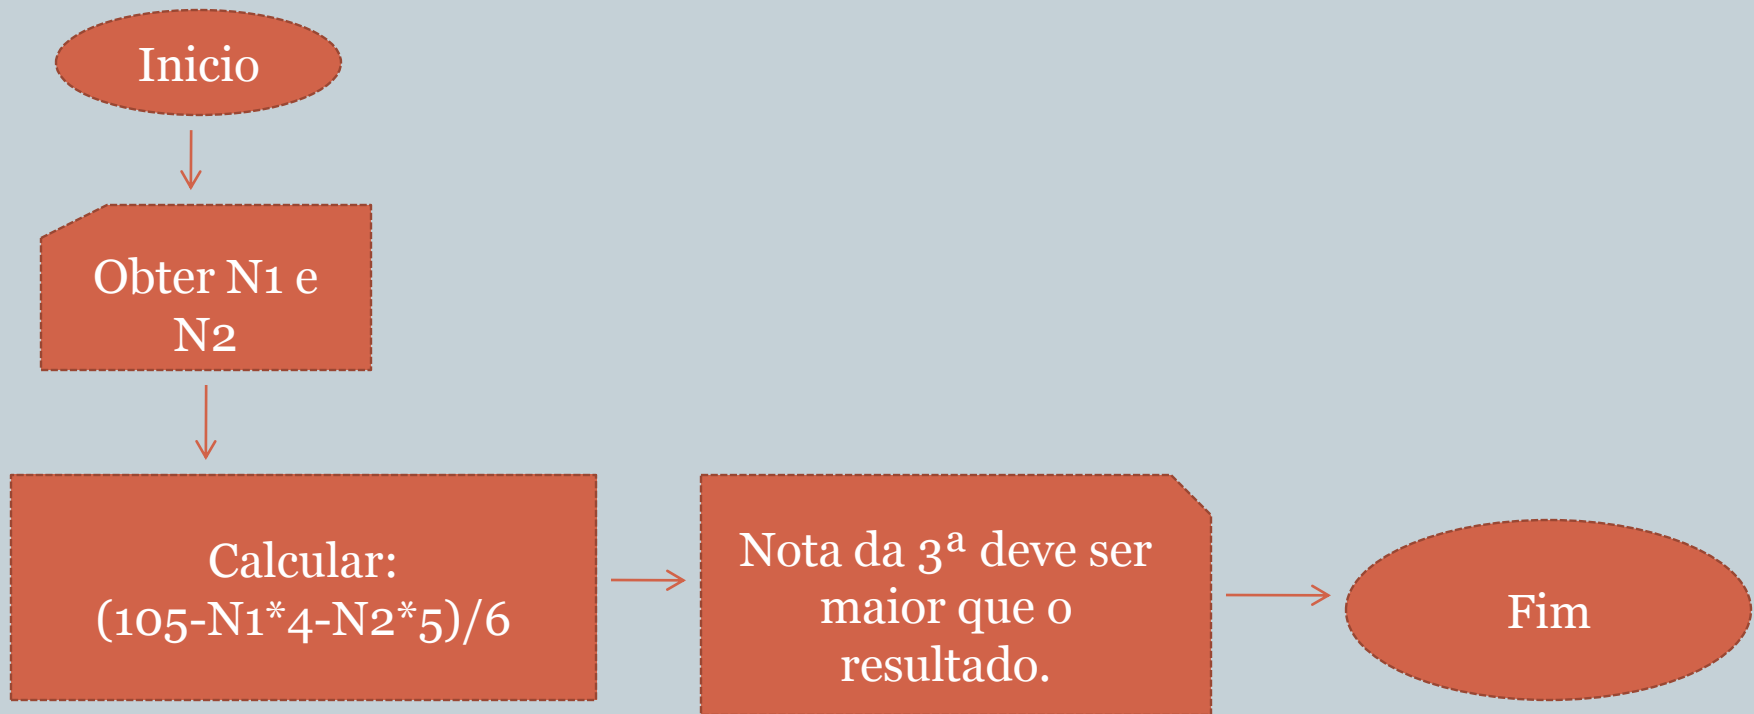 Inicio
Obter N1 e
N2
Calcular:
(105-N1*4-N2*5)/6
Nota da 3ª deve ser
maior que o
resultado.
Fim